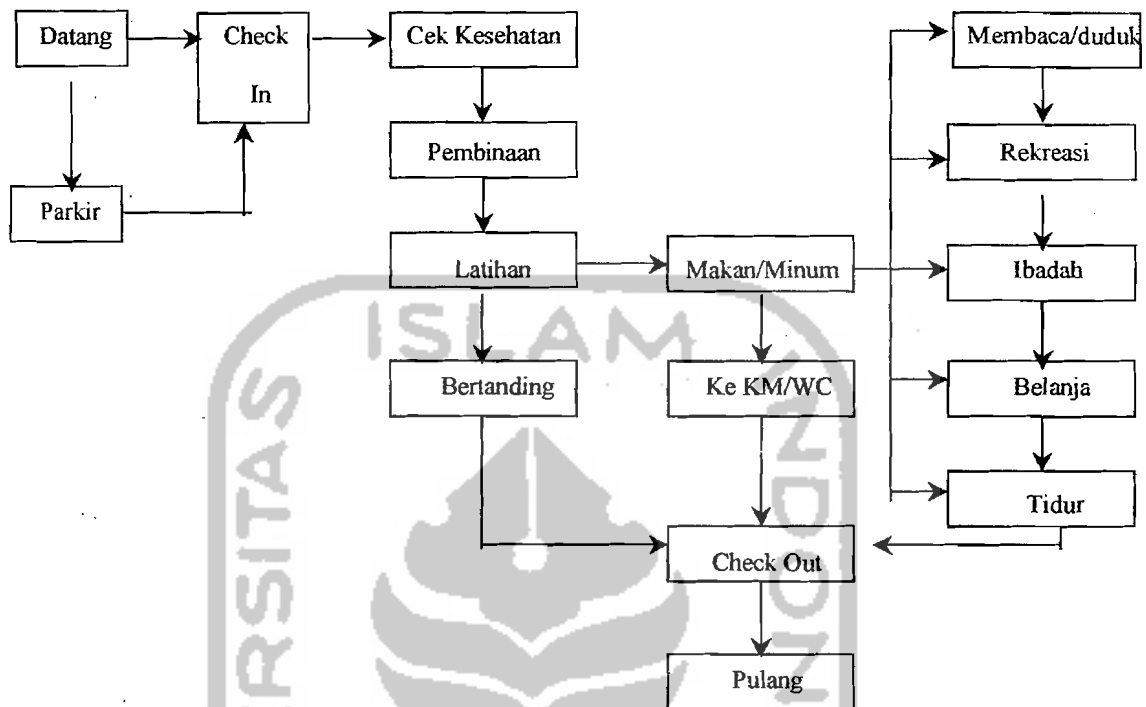 Datang
Check
In
Cek Kesehatan
Membaca/duduk
Parkir
Pembinaan
Rekreasi
Latihan
Makan/Minum
Ibadah
Bertanding
Ke KM/WC
Belanja
Tidur
Check Out
Pulang
ISLAM